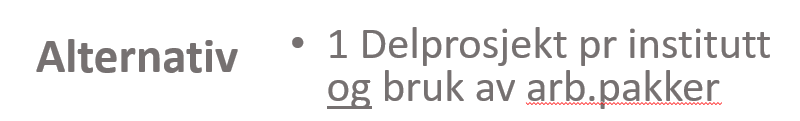 Alternativ
• 1 Delprosjekt pr institutt
og bruk av arb.pakker